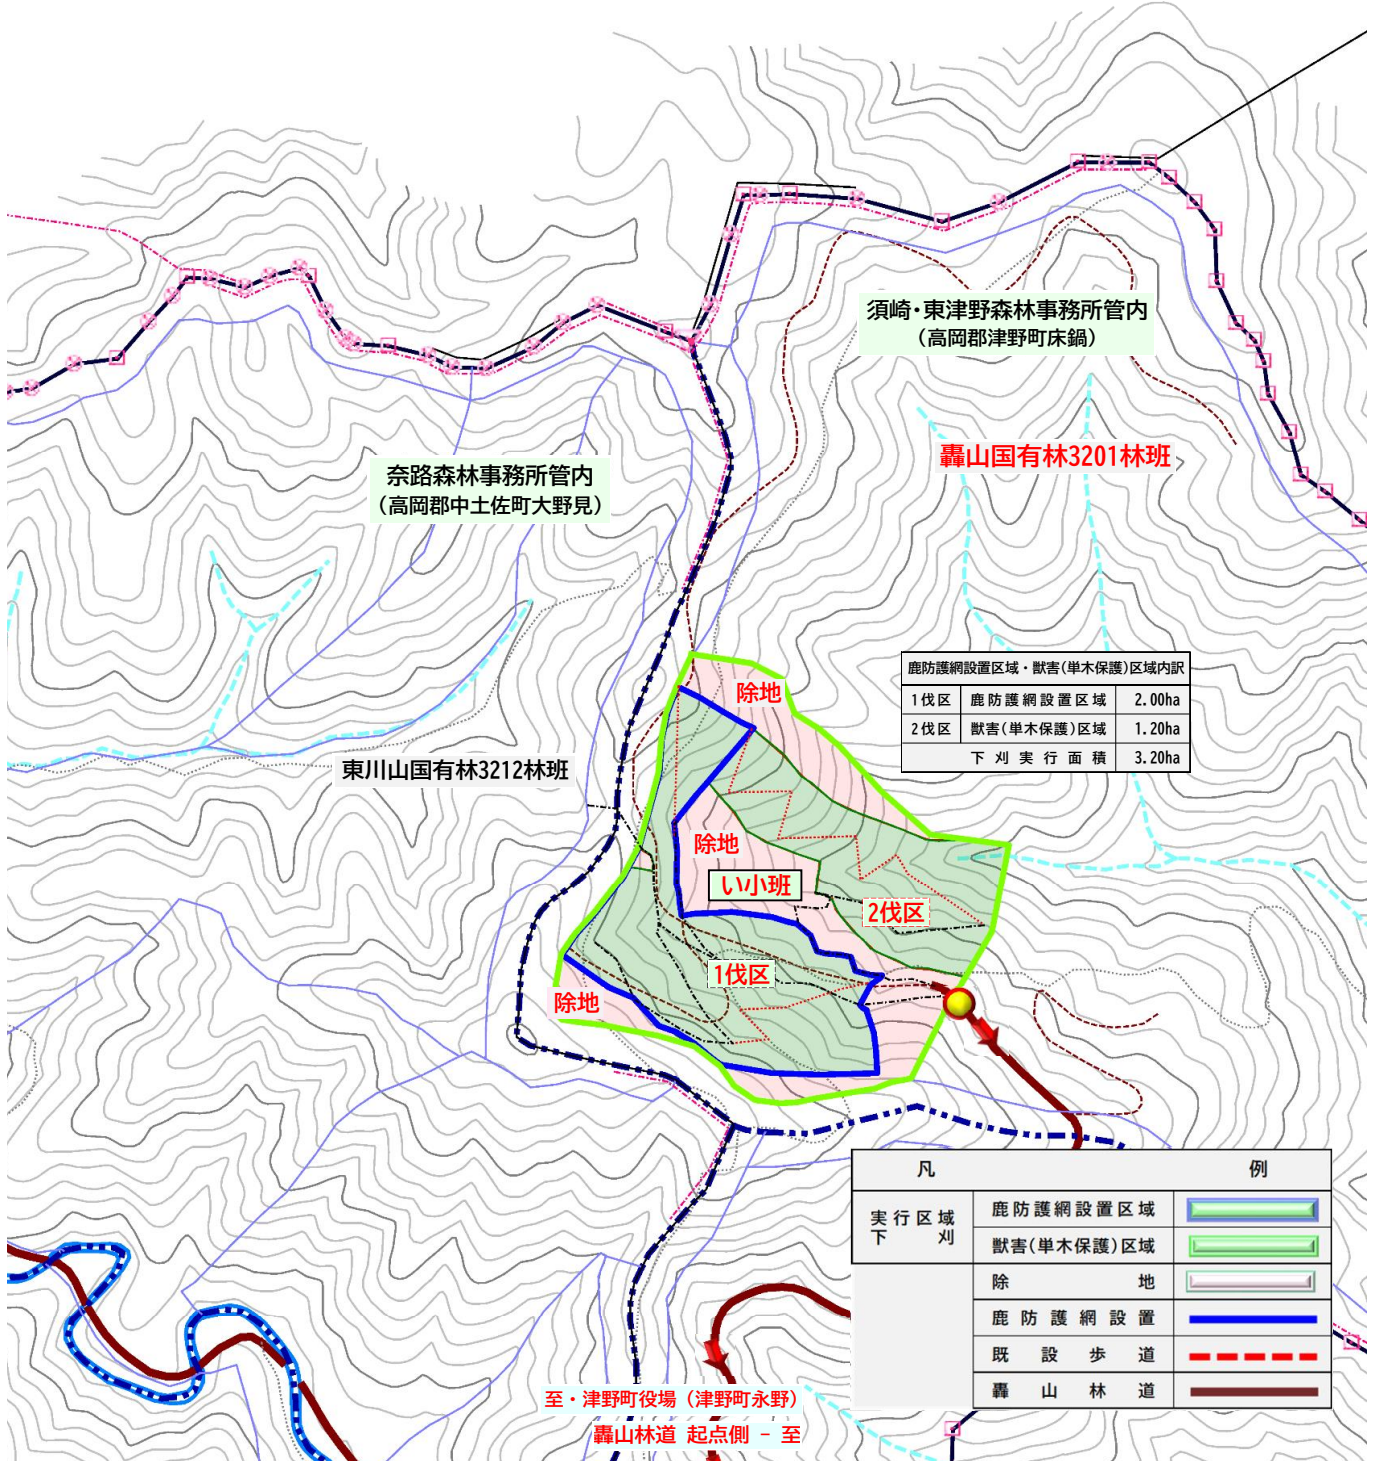 須崎・東津野森林事務所管内
（高岡郡津野町床鍋）
轟山国有林3201林班
奈路森林事務所管内
（高岡郡中土佐町大野見）
鹿防護網設置区域・獣害(単木保護)区域内訳
1伐区 鹿防護網設置区域 2.00ha
2伐区 獣害(単木保護)区域 1.20ha
下刈実行面積 3.20ha
除地
東川山国有林3212林班
除地
い小班
2伐区
1伐区
除地
凡例
実行区域
下刈
鹿防護網設置区域
獣害(単木保護)区域
除地
鹿防護網設置
既設歩道
轟山林道
至・津野町役場（津野町永野）
轟山林道 起点側 － 至